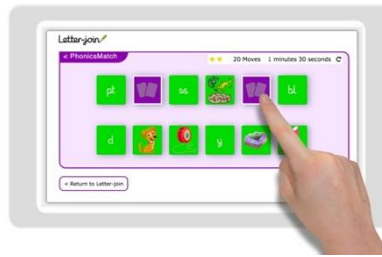 Letter-join
< PhonicsMatch
20 Moves 1 minutes 30 seconds
pt ss bl
d y
< Return to Letter-join